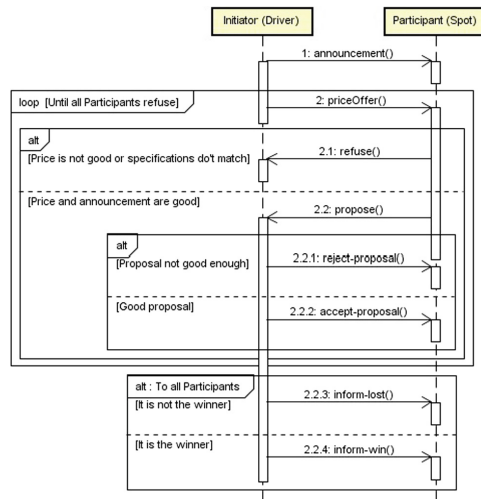 Initiator (Driver) Participant (Spot)
1: announcement()
loop [Until all Participants refuse] 2: priceOffer()
alt
2.1: refuse()
[Price is not good or specifications do't match]
[Price and announcement are good]
2.2: propose()
alt
[Proposal not good enough] 2.2.1: reject-proposal()
[Good proposal]
2.2.2: accept-proposal()
alt : To all Participants
[It is not the winner] 2.2.3: inform-lost()
[It is the winner]
2.2.4: inform-win()